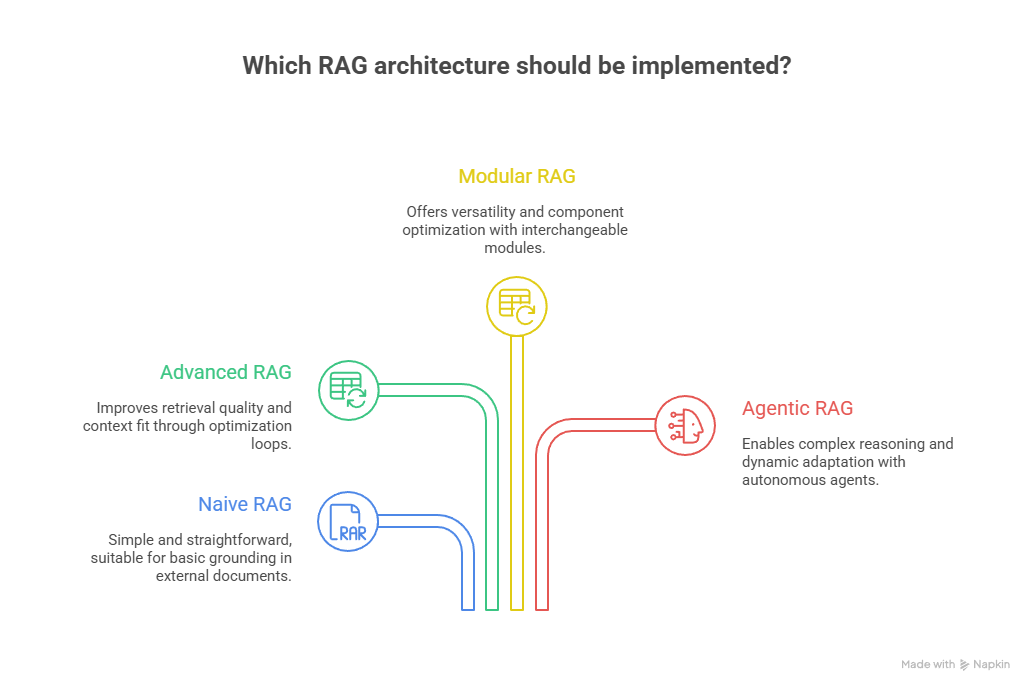 Which RAG architecture should be implemented?
Modular RAG
Offers versatility and component
optimization with interchangeable
modules.
Advanced RAG
Improves retrieval quality and
context fit through optimization
loops.
Agentic RAG
Enables complex reasoning and
dynamic adaptation with
autonomous agents.
Naive RAG
Simple and straightforward,
suitable for basic grounding in
external documents.
RAR
Made with Napkin